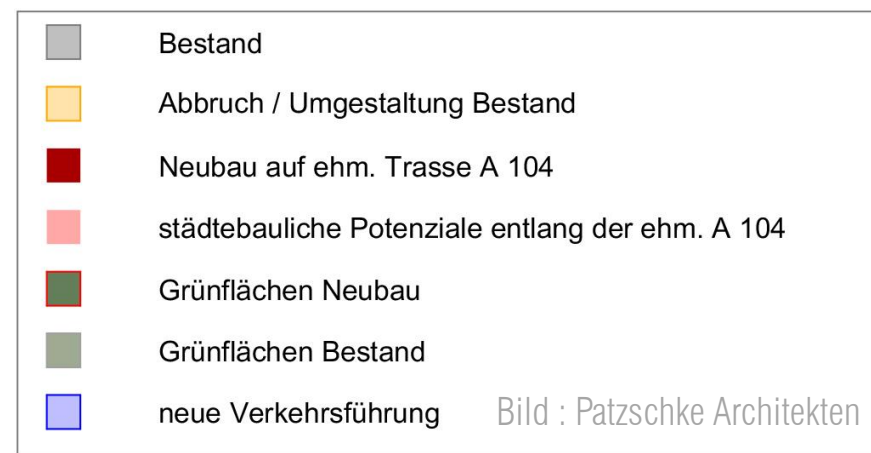 Bestand
Abbruch / Umgestaltung Bestand
Neubau auf ehm. Trasse A 104
städtebauliche Potenziale entlang der ehm. A 104
Grünflächen Neubau
Grünflächen Bestand
neue Verkehrsführung
Bild : Patzschke Architekten